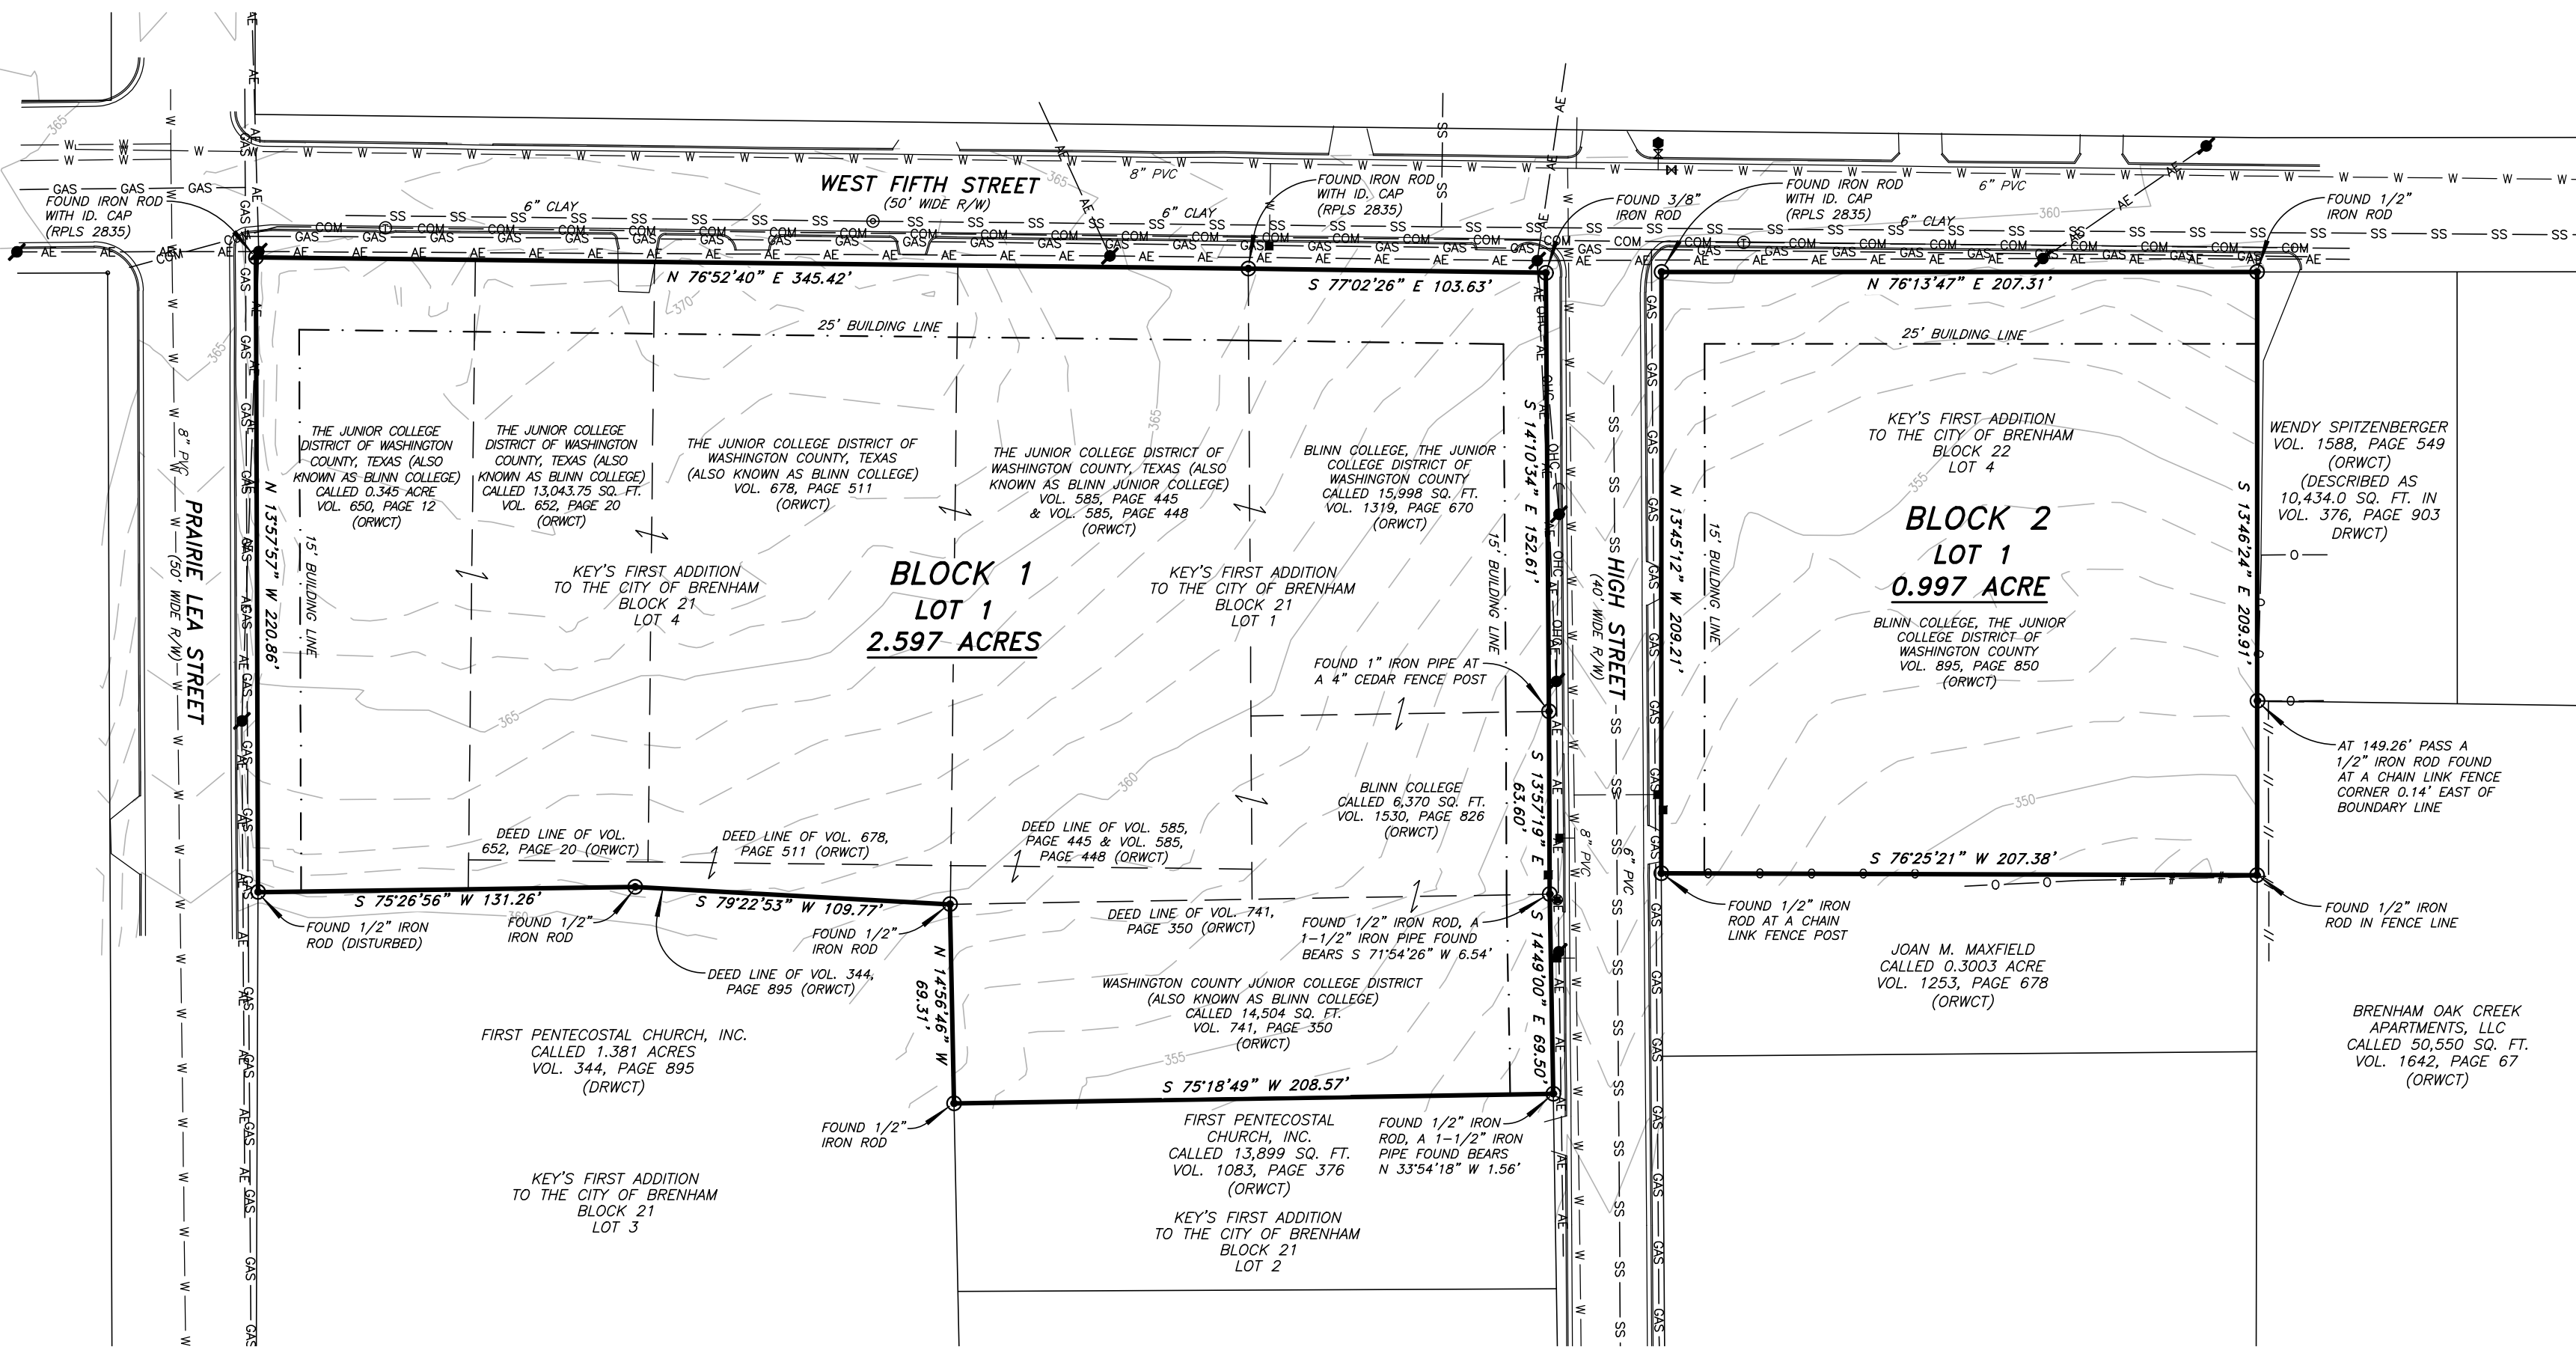 WEST FIFTH STREET
(50' WIDE R/W)
8" PVC
6" PVC
6" CLAY
6" CLAY
6" CLAY
365
365
365
360
370
365
365
365
360
360
355
355
350
GAS GAS GAS
FOUND IRON ROD
WITH ID. CAP
(RPLS 2835)
FOUND IRON ROD
WITH ID. CAP
(RPLS 2835)
FOUND 3/8"
IRON ROD
FOUND IRON ROD
WITH ID. CAP
(RPLS 2835)
FOUND 1/2"
IRON ROD
N 76°52'40" E 345.42'
S 77°02'26" E 103.63'
N 76°13'47" E 207.31'
25' BUILDING LINE
25' BUILDING LINE
PRAIRIE LEA STREET
(50' WIDE R/W)
8" PVC
N 13°57'57" W 220.86'
15' BUILDING LINE
THE JUNIOR COLLEGE
DISTRICT OF WASHINGTON
COUNTY, TEXAS (ALSO
KNOWN AS BLINN COLLEGE)
CALLED 0.345 ACRE
VOL. 650, PAGE 12
(ORWCT)
THE JUNIOR COLLEGE
DISTRICT OF WASHINGTON
COUNTY, TEXAS (ALSO
KNOWN AS BLINN COLLEGE)
CALLED 13,043.75 SQ. FT.
VOL. 652, PAGE 20
(ORWCT)
THE JUNIOR COLLEGE DISTRICT OF
WASHINGTON COUNTY, TEXAS
(ALSO KNOWN AS BLINN COLLEGE)
VOL. 678, PAGE 511
(ORWCT)
THE JUNIOR COLLEGE DISTRICT OF
WASHINGTON COUNTY, TEXAS (ALSO
KNOWN AS BLINN JUNIOR COLLEGE)
VOL. 585, PAGE 445
& VOL. 585, PAGE 448
(ORWCT)
BLINN COLLEGE, THE JUNIOR
COLLEGE DISTRICT OF
WASHINGTON COUNTY
CALLED 15,998 SQ. FT.
VOL. 1319, PAGE 670
(ORWCT)
KEY'S FIRST ADDITION
TO THE CITY OF BRENHAM
BLOCK 21
LOT 4
BLOCK 1
LOT 1
2.597 ACRES
KEY'S FIRST ADDITION
TO THE CITY OF BRENHAM
BLOCK 21
LOT 1
15' BUILDING LINE
S 14°10'34" E 152.61'
FOUND 1" IRON PIPE AT
A 4" CEDAR FENCE POST
S 13°57'19" E
63.60'
BLINN COLLEGE
CALLED 6,370 SQ. FT.
VOL. 1530, PAGE 826
(ORWCT)
HIGH STREET
(40' WIDE R/W)
8" PVC
6" PVC
N 13°45'12" W 209.21'
15' BUILDING LINE
KEY'S FIRST ADDITION
TO THE CITY OF BRENHAM
BLOCK 22
LOT 4
BLOCK 2
LOT 1
0.997 ACRE
BLINN COLLEGE, THE JUNIOR
COLLEGE DISTRICT OF
WASHINGTON COUNTY
VOL. 895, PAGE 850
(ORWCT)
S 13°46'24" E 209.91'
WENDY SPITZENBERGER
VOL. 1588, PAGE 549
(ORWCT)
(DESCRIBED AS
10,434.0 SQ. FT. IN
VOL. 376, PAGE 903
DRWCT)
AT 149.26' PASS A
1/2" IRON ROD FOUND
AT A CHAIN LINK FENCE
CORNER 0.14' EAST OF
BOUNDARY LINE
DEED LINE OF VOL.
652, PAGE 20 (ORWCT)
DEED LINE OF VOL. 678,
PAGE 511 (ORWCT)
DEED LINE OF VOL. 585,
PAGE 445 & VOL. 585,
PAGE 448 (ORWCT)
S 75°26'56" W 131.26'
S 79°22'53" W 109.77'
S 76°25'21" W 207.38'
FOUND 1/2" IRON
ROD (DISTURBED)
FOUND 1/2"
IRON ROD
FOUND 1/2"
IRON ROD
DEED LINE OF VOL. 344,
PAGE 895 (ORWCT)
DEED LINE OF VOL. 741,
PAGE 350 (ORWCT)
FOUND 1/2" IRON ROD, A
1-1/2" IRON PIPE FOUND
BEARS S 71°54'26" W 6.54'
FOUND 1/2" IRON
ROD AT A CHAIN
LINK FENCE POST
FOUND 1/2" IRON
ROD IN FENCE LINE
N 14°56'46" W
69.31'
WASHINGTON COUNTY JUNIOR COLLEGE DISTRICT
(ALSO KNOWN AS BLINN COLLEGE)
CALLED 14,504 SQ. FT.
VOL. 741, PAGE 350
(ORWCT)
S 14°49'00" E 69.50'
JOAN M. MAXFIELD
CALLED 0.3003 ACRE
VOL. 1253, PAGE 678
(ORWCT)
BRENHAM OAK CREEK
APARTMENTS, LLC
CALLED 50,550 SQ. FT.
VOL. 1642, PAGE 67
(ORWCT)
FIRST PENTECOSTAL CHURCH, INC.
CALLED 1.381 ACRES
VOL. 344, PAGE 895
(DRWCT)
S 75°18'49" W 208.57'
FOUND 1/2"
IRON ROD
FIRST PENTECOSTAL
CHURCH, INC.
CALLED 13,899 SQ. FT.
VOL. 1083, PAGE 376
(ORWCT)
FOUND 1/2" IRON
ROD, A 1-1/2" IRON
PIPE FOUND BEARS
N 33°54'18" W 1.56'
KEY'S FIRST ADDITION
TO THE CITY OF BRENHAM
BLOCK 21
LOT 3
KEY'S FIRST ADDITION
TO THE CITY OF BRENHAM
BLOCK 21
LOT 2